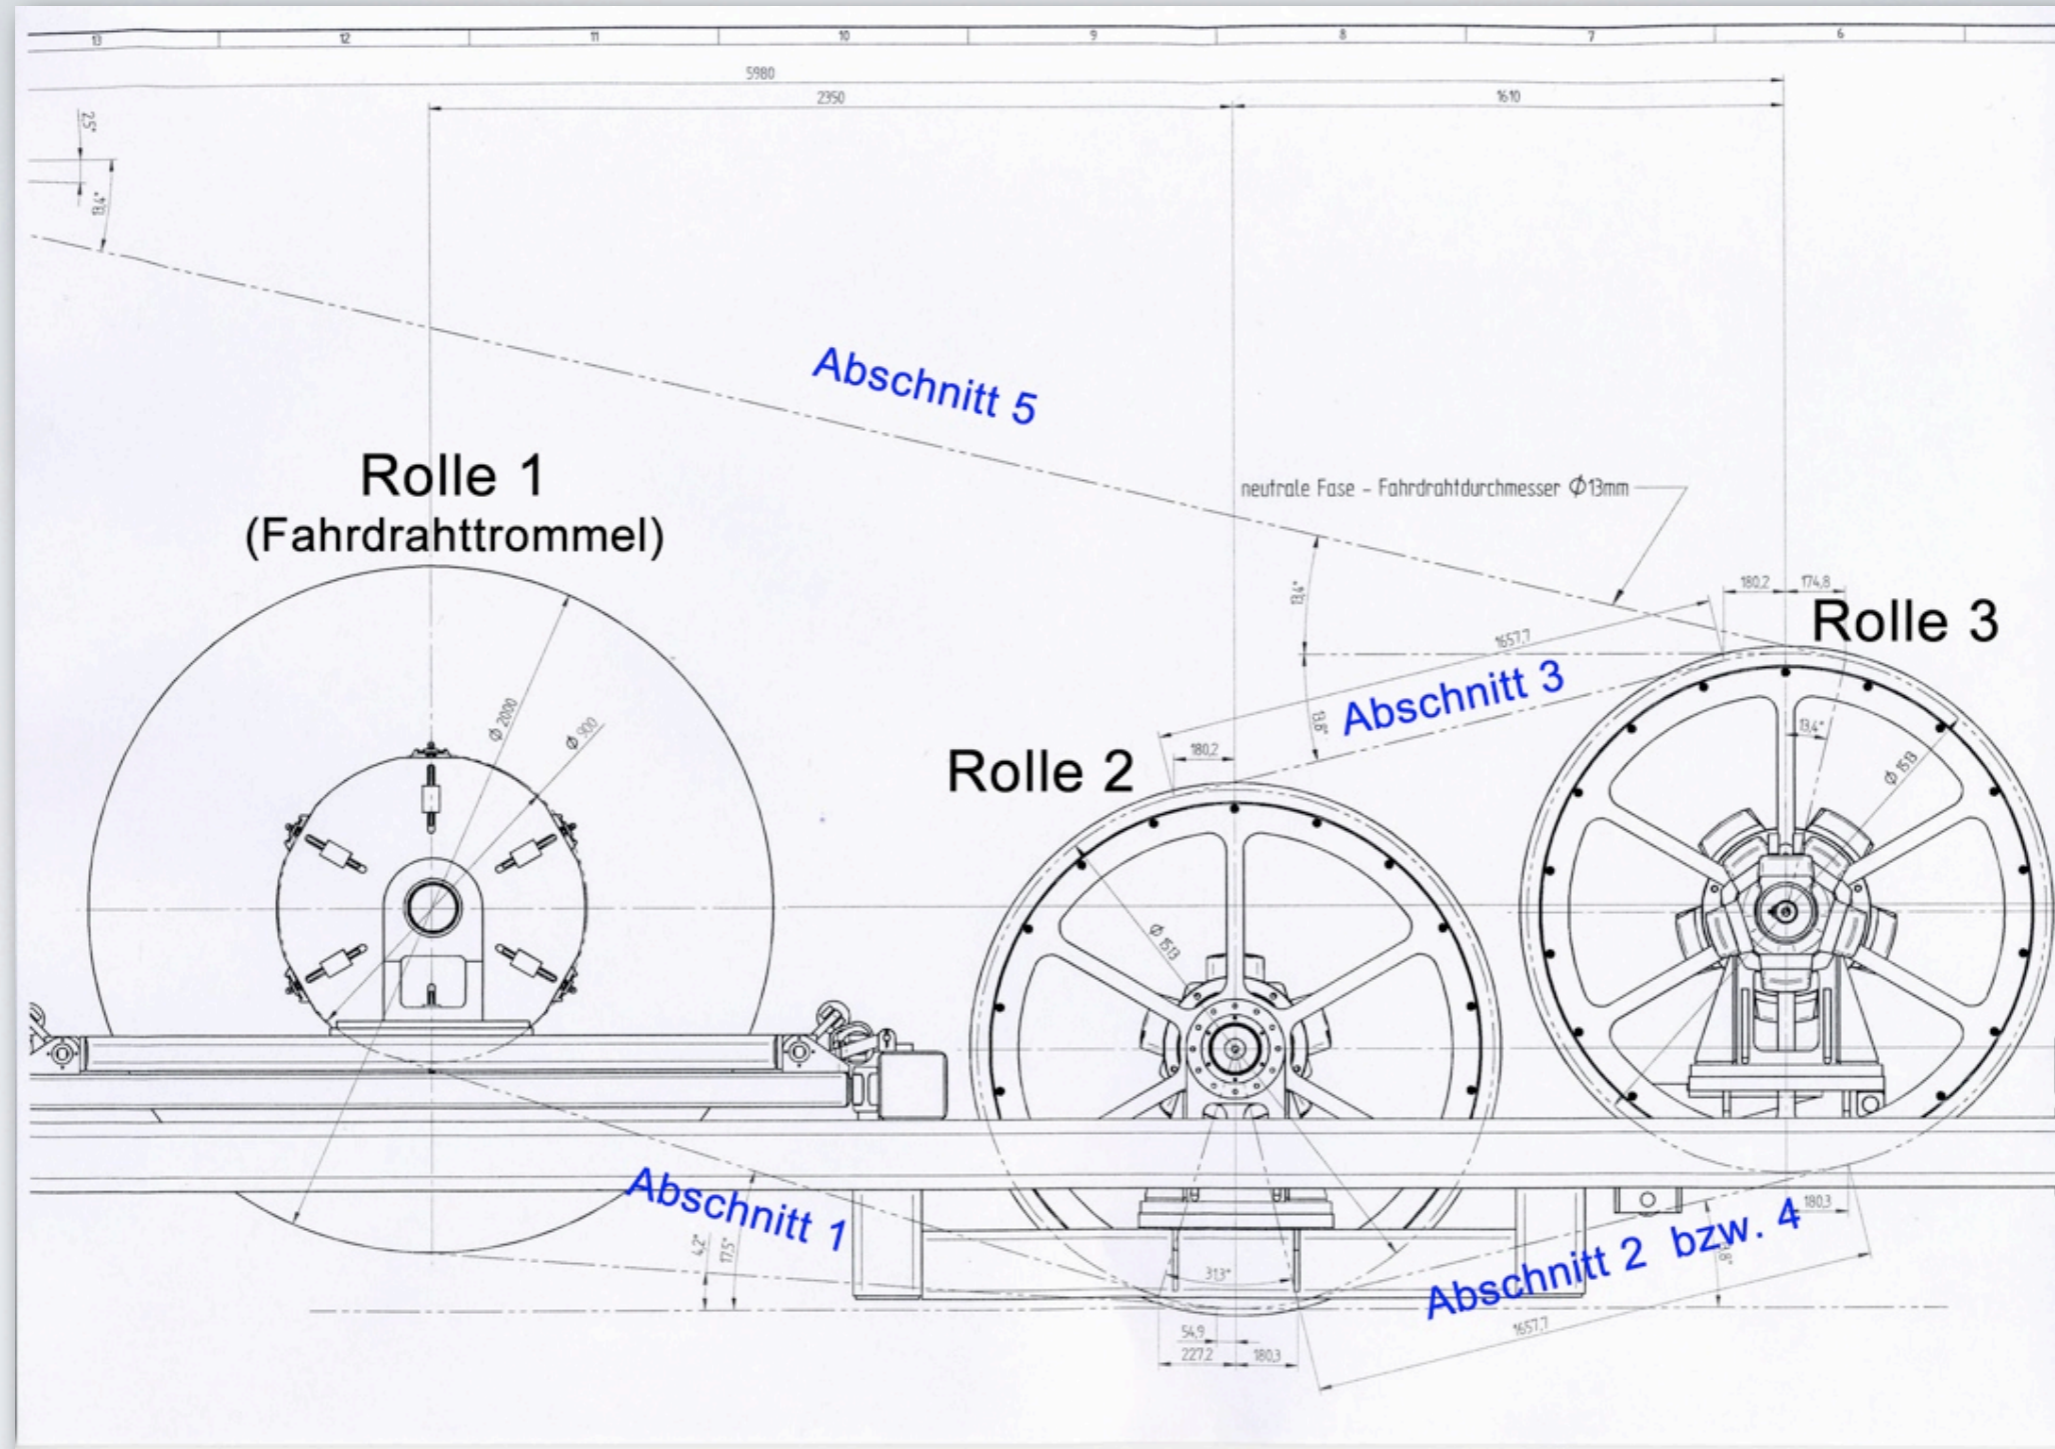 13 12 11 10 9 8 7 6
5980
2350 1610
2,5°
13,4°
Abschnitt 5
Rolle 1
(Fahrdrahttrommel)
neutrale Fase - Fahrdrahtdurchmesser Ø13mm
13,4°
180,2 174,8
Rolle 3
1657,7
Abschnitt 3
13,8°
180,2
Rolle 2
Ø 2000
Ø 900
13,4°
Ø 1513
Ø 1513
Abschnitt 1
4,2°
17,5°
31,3°
Abschnitt 2 bzw. 4
180,3
1657,7
54,9
227,2 180,3